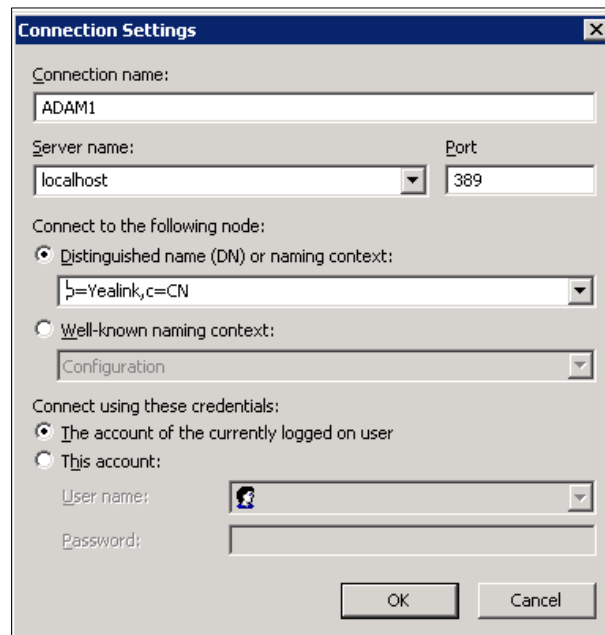 Connection Settings
Connection name:
ADAM1
Server name:
Port
localhost
389
Connect to the following node:
Distinguished name (DN) or naming context:
o=Yealink,c=CN
Well-known naming context:
Configuration
Connect using these credentials:
The account of the currently logged on user
This account:
User name:
Password:
OK
Cancel